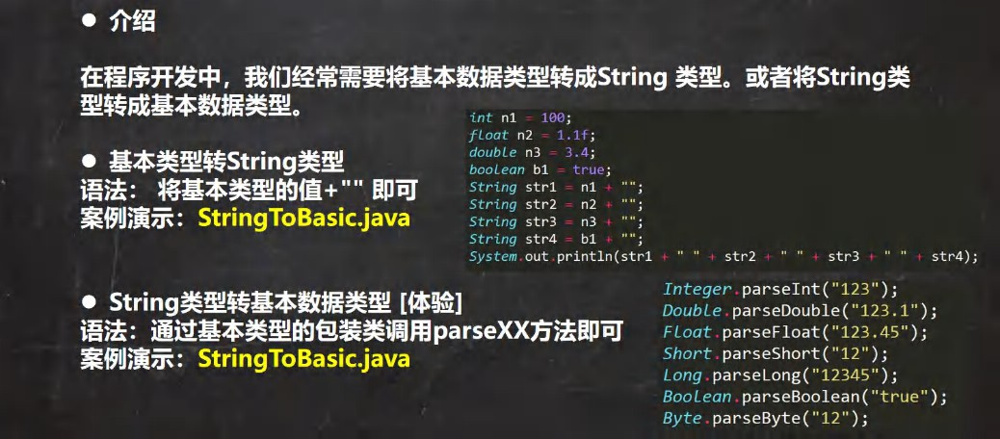 ● 介绍
在程序开发中，我们经常需要将基本数据类型转成String 类型。或者将String类
型转成基本数据类型。
● 基本类型转String类型
语法： 将基本类型的值+"" 即可
案例演示：StringToBasic.java
int n1 = 100;
float n2 = 1.1f;
double n3 = 3.4;
boolean b1 = true;
String str1 = n1 + "";
String str2 = n2 + "";
String str3 = n3 + "";
String str4 = b1 + "";
System.out.println(str1 + " " + str2 + " " + str3 + " " + str4);
● String类型转基本数据类型 [体验]
语法：通过基本类型的包装类调用parseXX方法即可
案例演示：StringToBasic.java
Integer.parseInt("123");
Double.parseDouble("123.1");
Float.parseFloat("123.45");
Short.parseShort("12");
Long.parseLong("12345");
Boolean.parseBoolean("true");
Byte.parseByte("12");